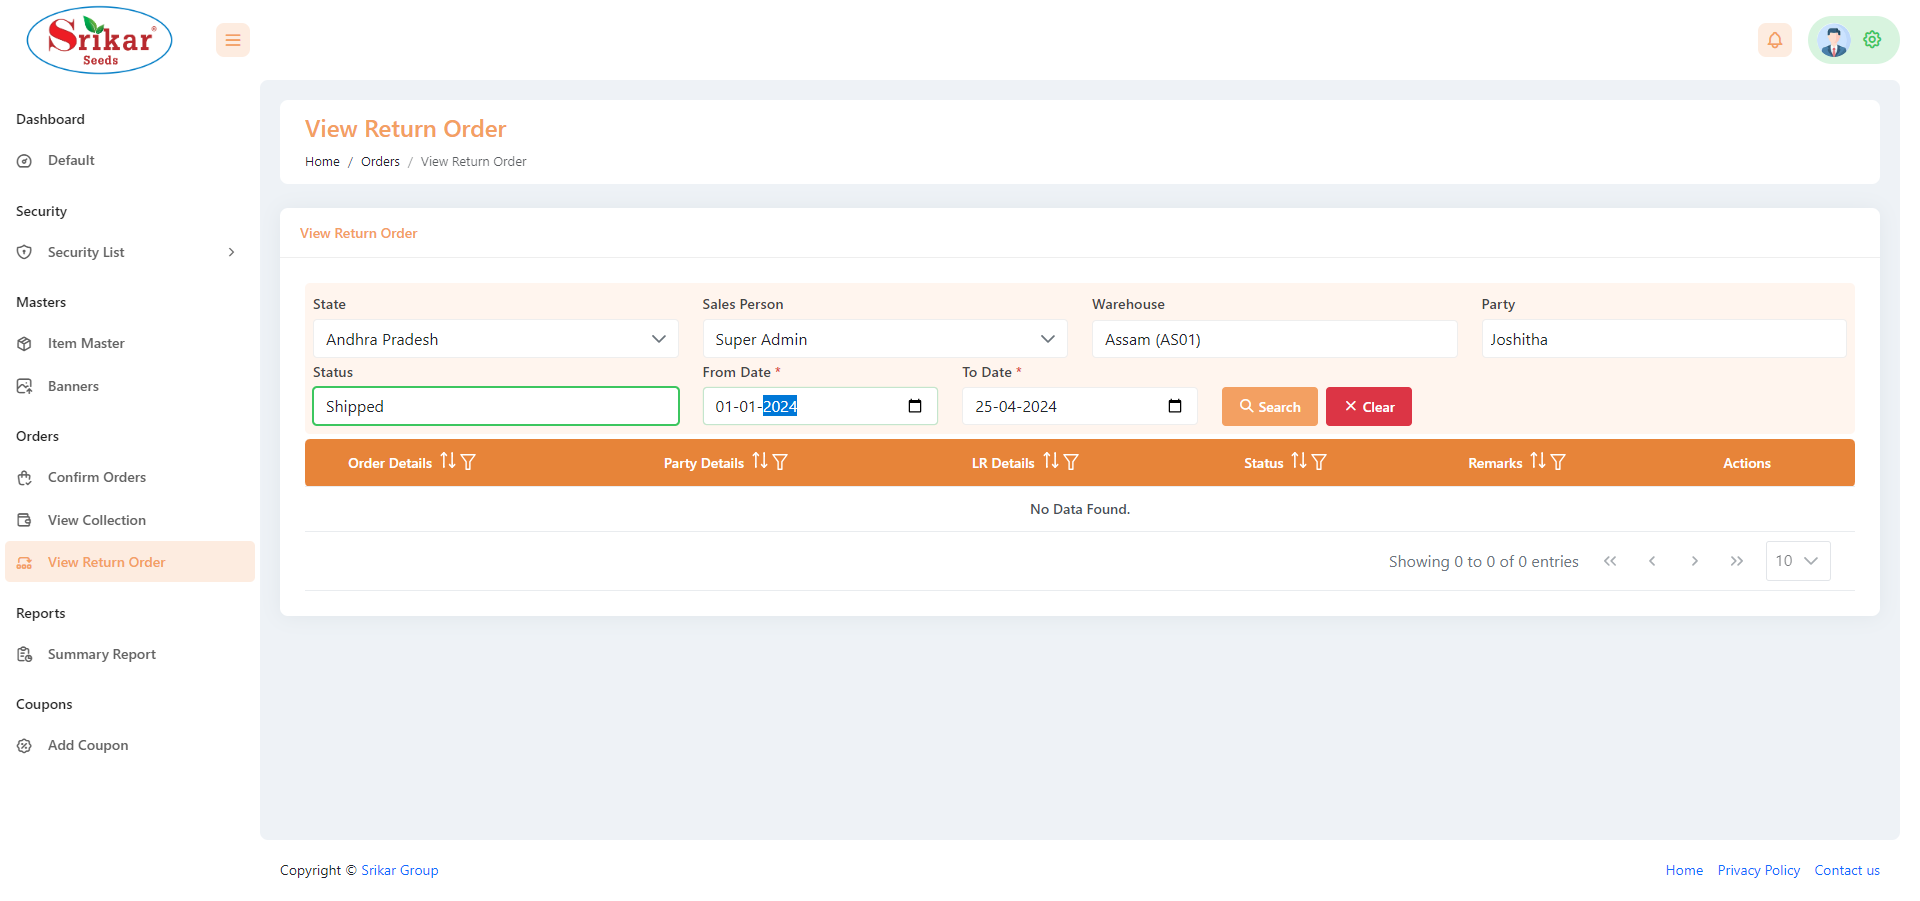 Srikar®
Seeds
Dashboard
Default
Security
Security List
Masters
Item Master
Banners
Orders
Confirm Orders
View Collection
View Return Order
Reports
Summary Report
Coupons
Add Coupon
View Return Order
Home / Orders / View Return Order
View Return Order
State Sales Person Warehouse Party
Andhra Pradesh Super Admin Assam (AS01) Joshitha
Status From Date * To Date *
Shipped 01-01-2024 25-04-2024 Search Clear
Order Details Party Details LR Details Status Remarks Actions
No Data Found.
Showing 0 to 0 of 0 entries 10
Copyright © Srikar Group Home Privacy Policy Contact us